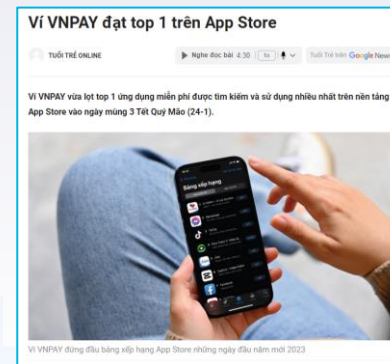 Ví VNPAY đạt top 1 trên App Store
TUỔI TRẺ ONLINE
Nghe đọc bài 4:30
1x
Tuổi Trẻ trên Google News
Ví VNPAY vừa lọt top 1 ứng dụng miễn phí được tìm kiếm và sử dụng nhiều nhất trên nền tảng
App Store vào ngày mùng 3 Tết Quý Mão (24-1).
Bảng xếp hạng
Ví VNPAY đứng đầu bảng xếp hạng App Store những ngày đầu năm mới 2023